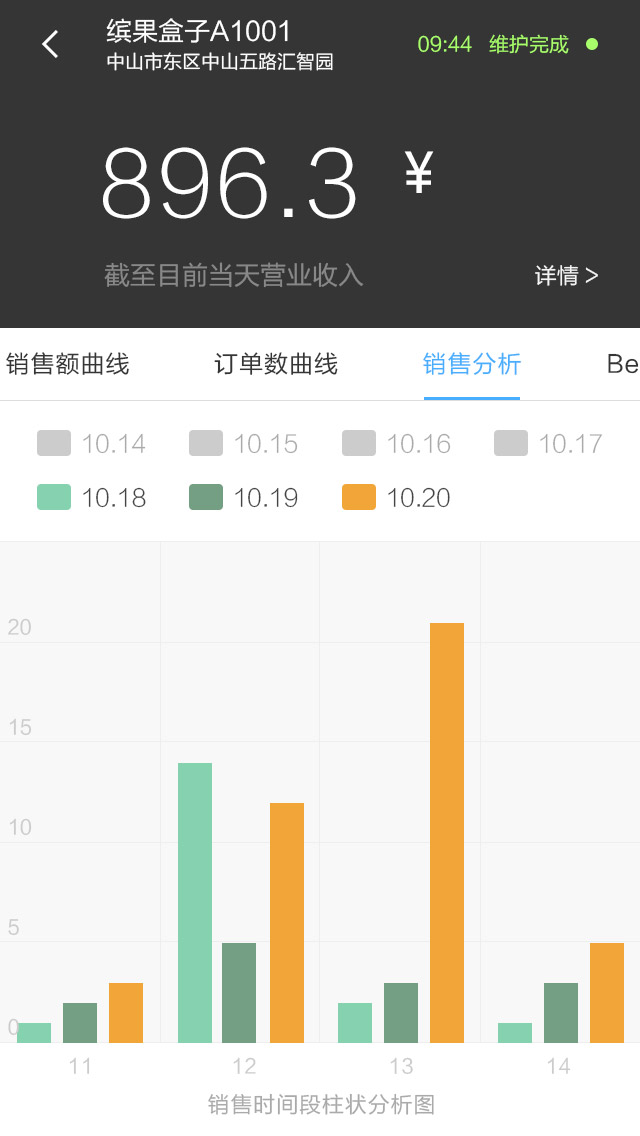 缤果盒子A1001
中山市东区中山五路汇智园
09:44 维护完成
896.3 ¥
截至目前当天营业收入
详情 >
销售额曲线 订单数曲线 销售分析 Be
10.14 10.15 10.16 10.17
10.18 10.19 10.20
20
15
10
5
0
11 12 13 14
销售时间段柱状分析图